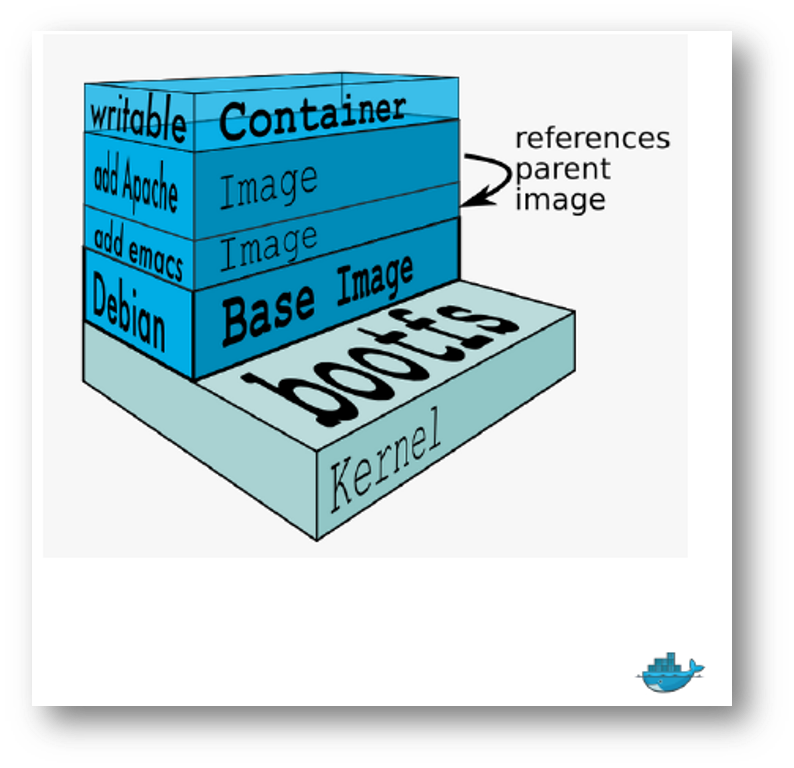 writable Container
add Apache Image
add emacs Image
Debian Base Image
references
parent
image
bootfs
Kernel